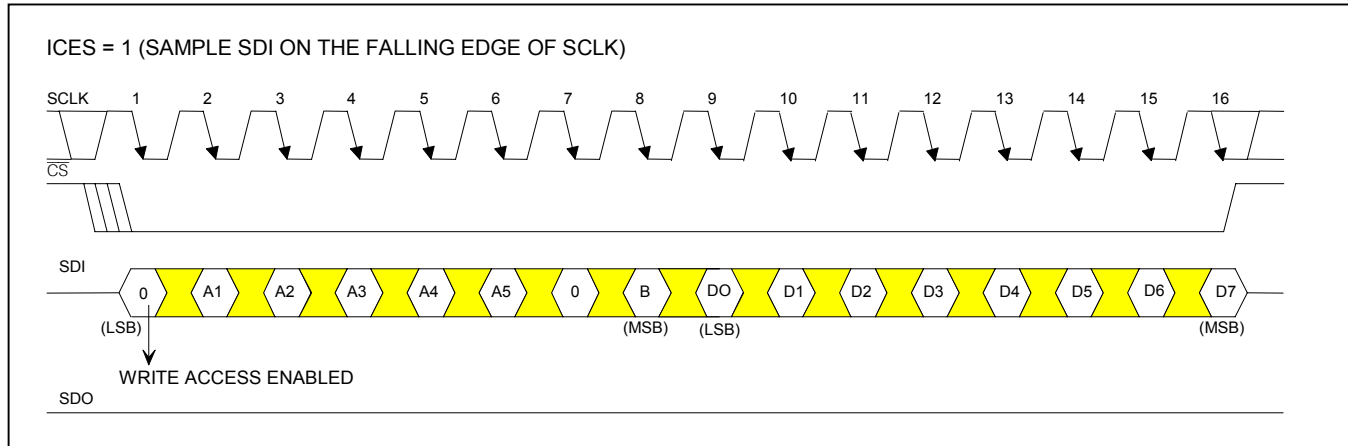 ICES = 1 (SAMPLE SDI ON THE FALLING EDGE OF SCLK)
SCLK 1 2 3 4 5 6 7 8 9 10 11 12 13 14 15 16
CS
SDI
0 A1 A2 A3 A4 A5 0 B DO D1 D2 D3 D4 D5 D6 D7
(LSB) (MSB) (LSB) (MSB)
WRITE ACCESS ENABLED
SDO